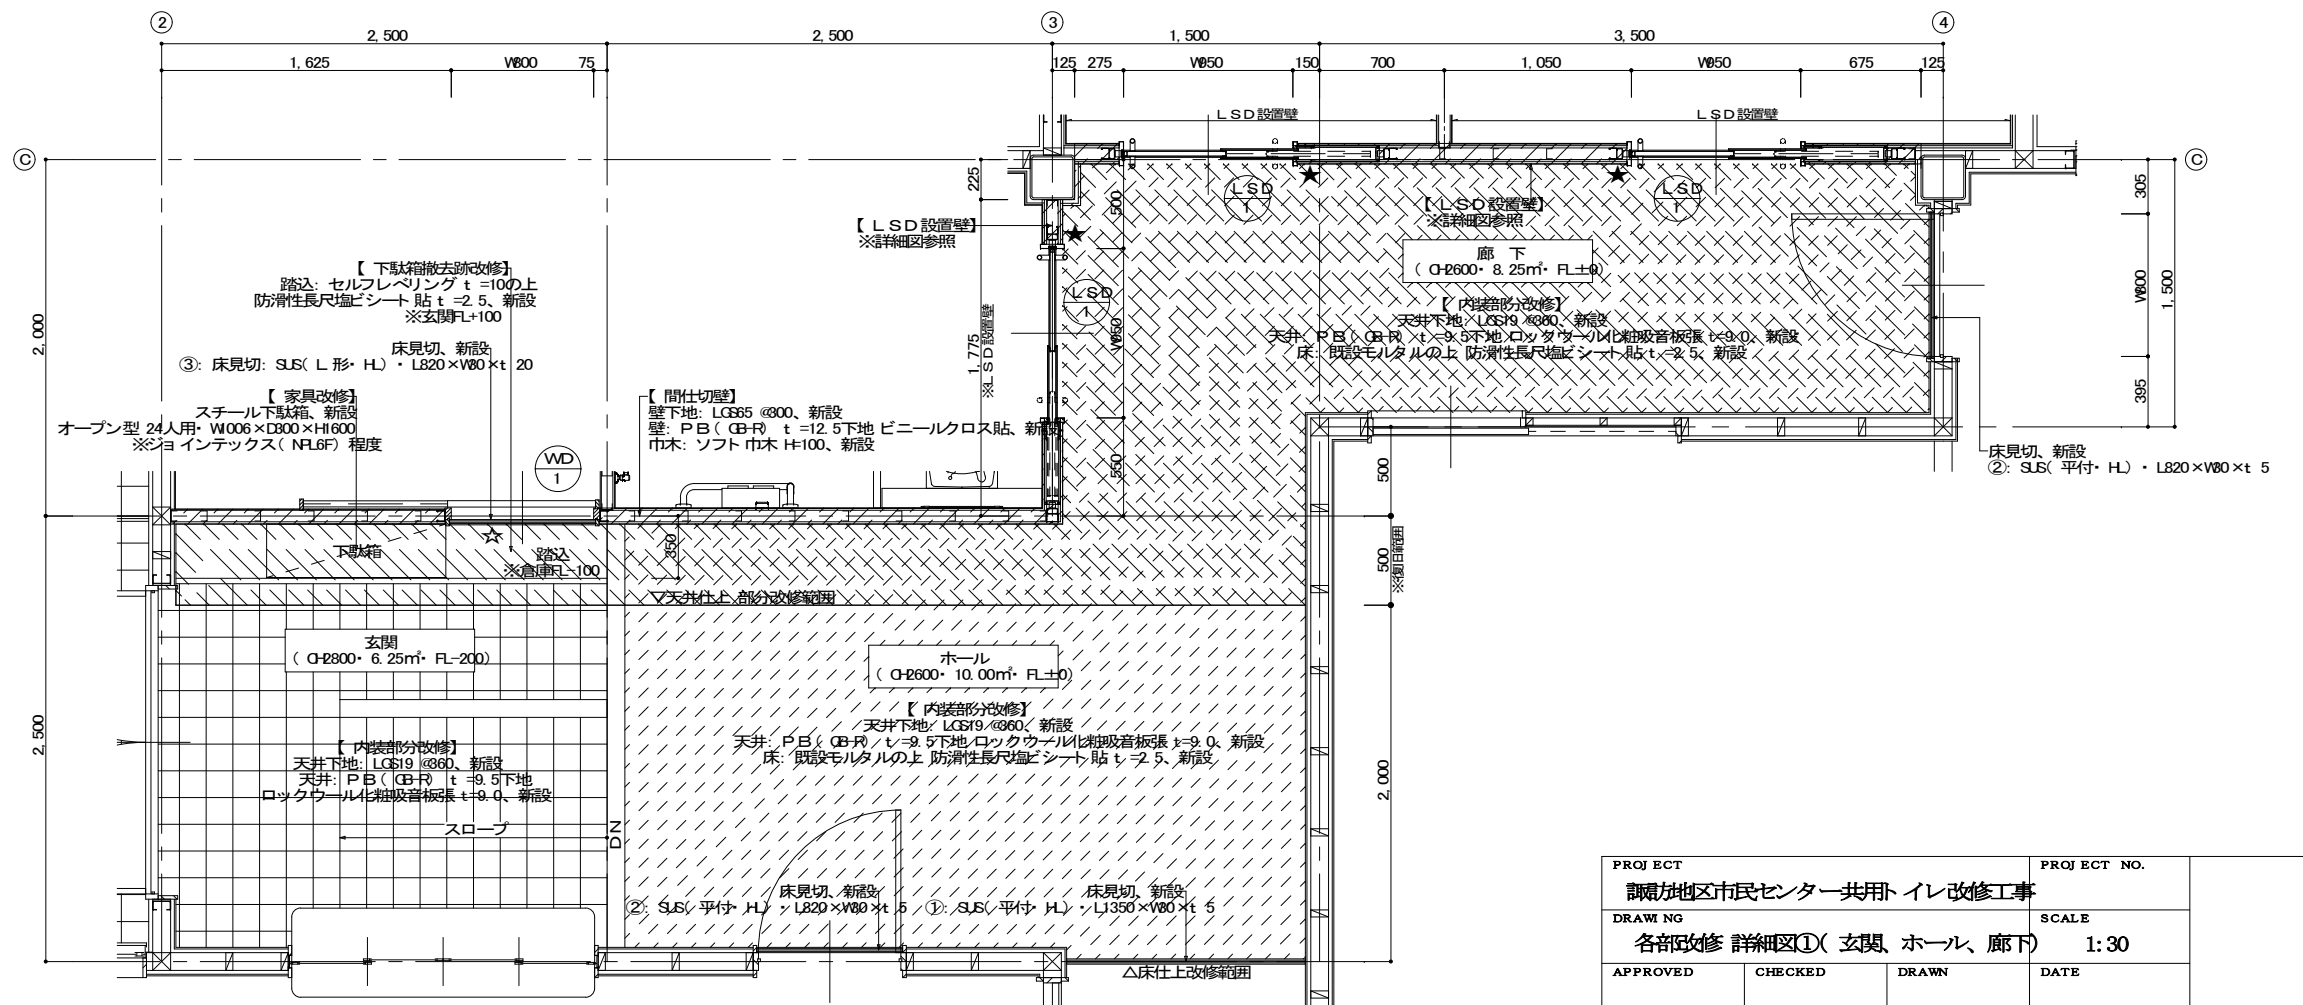 ②
③
④
2,500
2,500
1,500
3,500
1,625
W800
75
125
275
W950
150
700
1,050
W950
675
125
LSD設置壁
LSD設置壁
Ⓒ
Ⓒ
225
500
305
LSD
1
LSD
1
【 LSD設置壁】
※詳細図参照
【 LSD設置壁】
※詳細図参照
廊 下
( CH2600・ 8.25㎡・ FL±0)
【 下駄箱撤去跡改修】
踏込: セルフレベリング t =10の上
防滑性長尺塩ビシート 貼 t =2.5、新設
※玄関FL+100
LSD
1
W800
1,500
【 内装部分改修】
天井下地: LGS19 @360、新設
天井: PB( GB-R) t =9.5下地 ロックウール化粧吸音板張 t=9.0、新設
床: 既設モルタルの上 防滑性長尺塩ビシート 貼 t =2.5、新設
2,000
1,775
※LSD設置壁
W950
床見切、新設
③: 床見切: SUS( L 形・ HL) ・ L820×W30×t 20
395
【 家具改修】
スチール下駄箱、新設
オープン型 24人用・ W1006×D300×H1600
※ジョインテックス( NRL6F) 程度
【 間仕切壁】
壁下地: LGS65 @300、新設
壁: PB( GB-R) t =12.5下地 ビニールクロス貼、新設
巾木: ソフト巾木 H=100、新設
WD
1
550
500
床見切、新設
②: SUS( 平付・ HL) ・ L820×W30×t 5
下駄箱
踏込
※倉庫FL-100
350
500
※復旧範囲
▽天井仕上 部分改修範囲
玄関
( CH2800・ 6.25㎡・ FL-200)
ホール
( CH2600・ 10.00㎡・ FL±0)
2,500
【 内装部分改修】
天井下地: LGS19 @360、新設
天井: PB( GB-R) t =9.5下地 ロックウール化粧吸音板張 t=9.0、新設
床: 既設モルタルの上 防滑性長尺塩ビシート 貼 t =2.5、新設
【 内装部分改修】
天井下地: LGS19 @360、新設
天井: PB( GB-R) t =9.5下地
ロックウール化粧吸音板張 t=9.0、新設
2,000
スロープ
DN
床見切、新設
②: SUS( 平付・ HL) ・ L820×W30×t 5
床見切、新設
①: SUS( 平付・ HL) ・ L1350×W30×t 5
△床仕上改修範囲
PROJECT
PROJECT NO.
諏訪地区市民センター共用トイレ改修工事
DRAWING
SCALE
各部改修 詳細図①( 玄関、ホール、廊下)
1:30
APPROVED
CHECKED
DRAWN
DATE